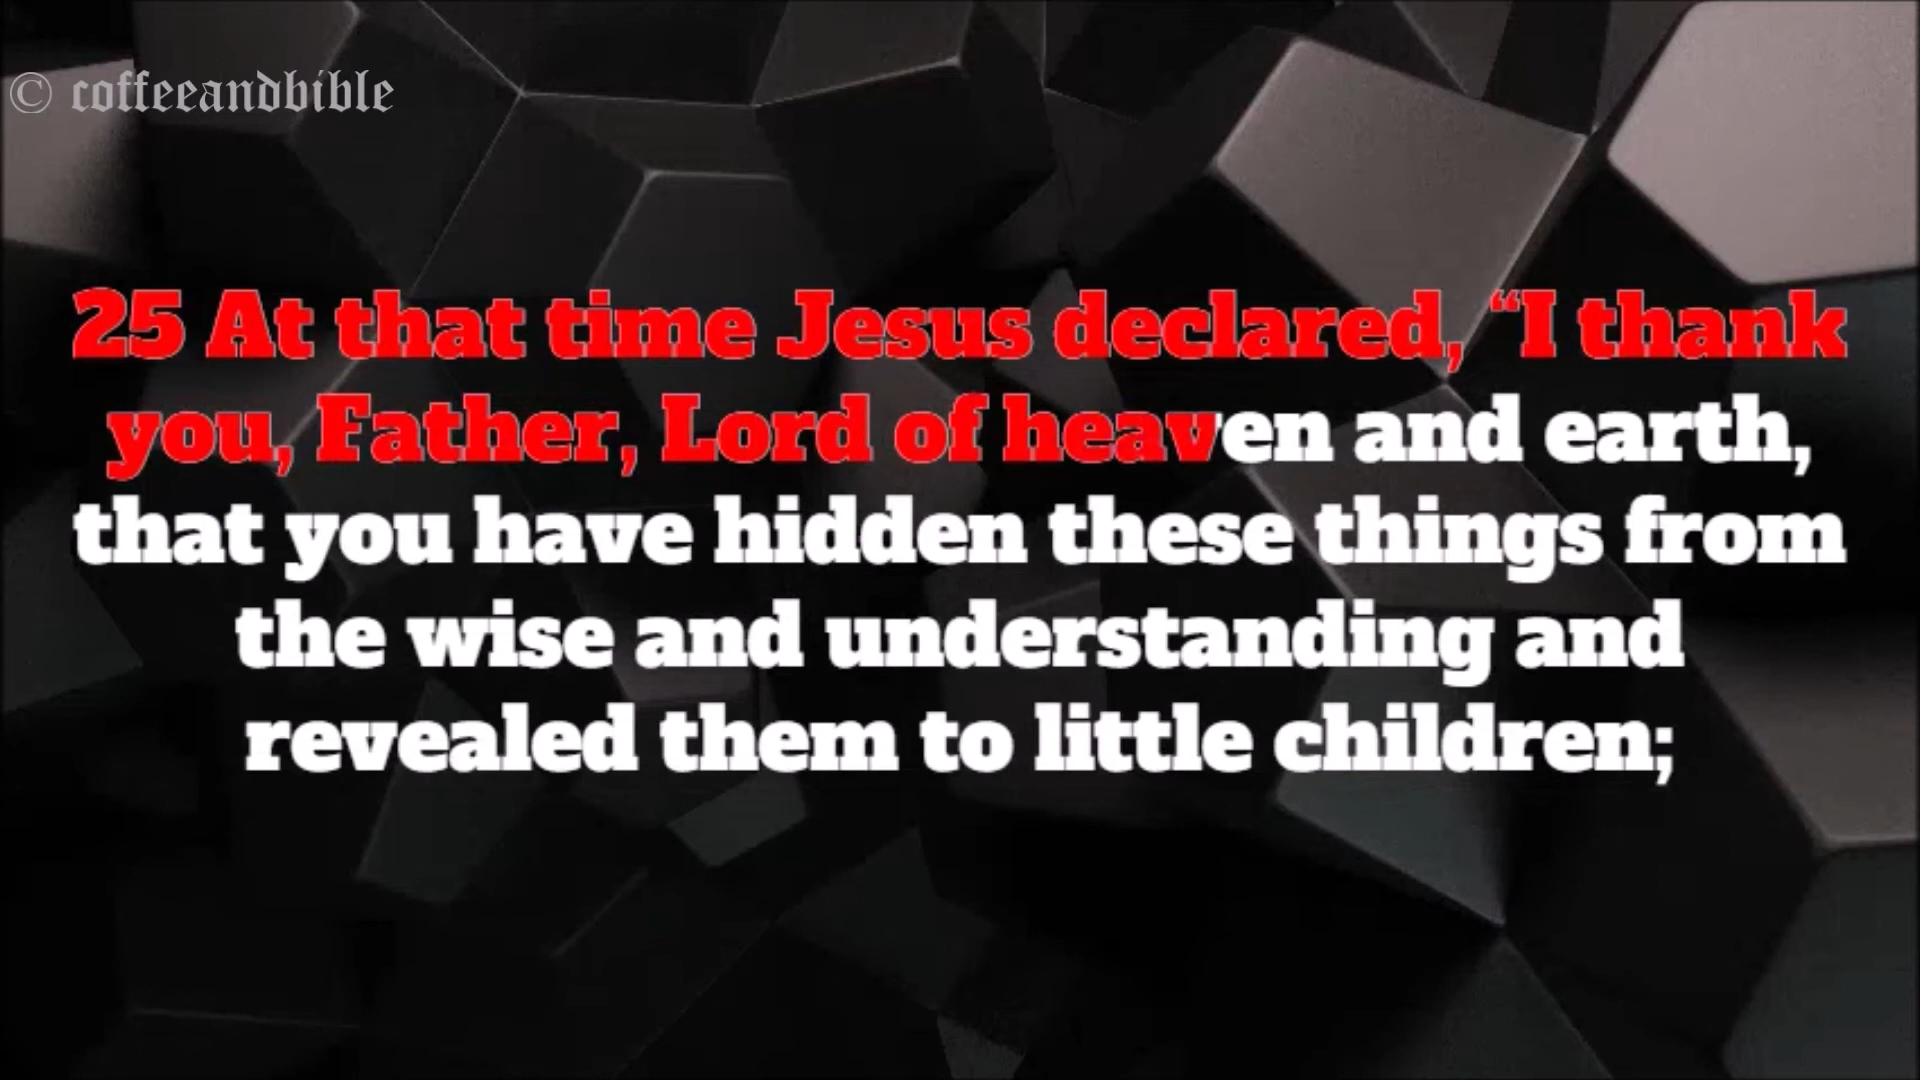 © coffeeandbible
25 At that time Jesus declared, “I thank
you, Father, Lord of heaven and earth,
that you have hidden these things from
the wise and understanding and
revealed them to little children;